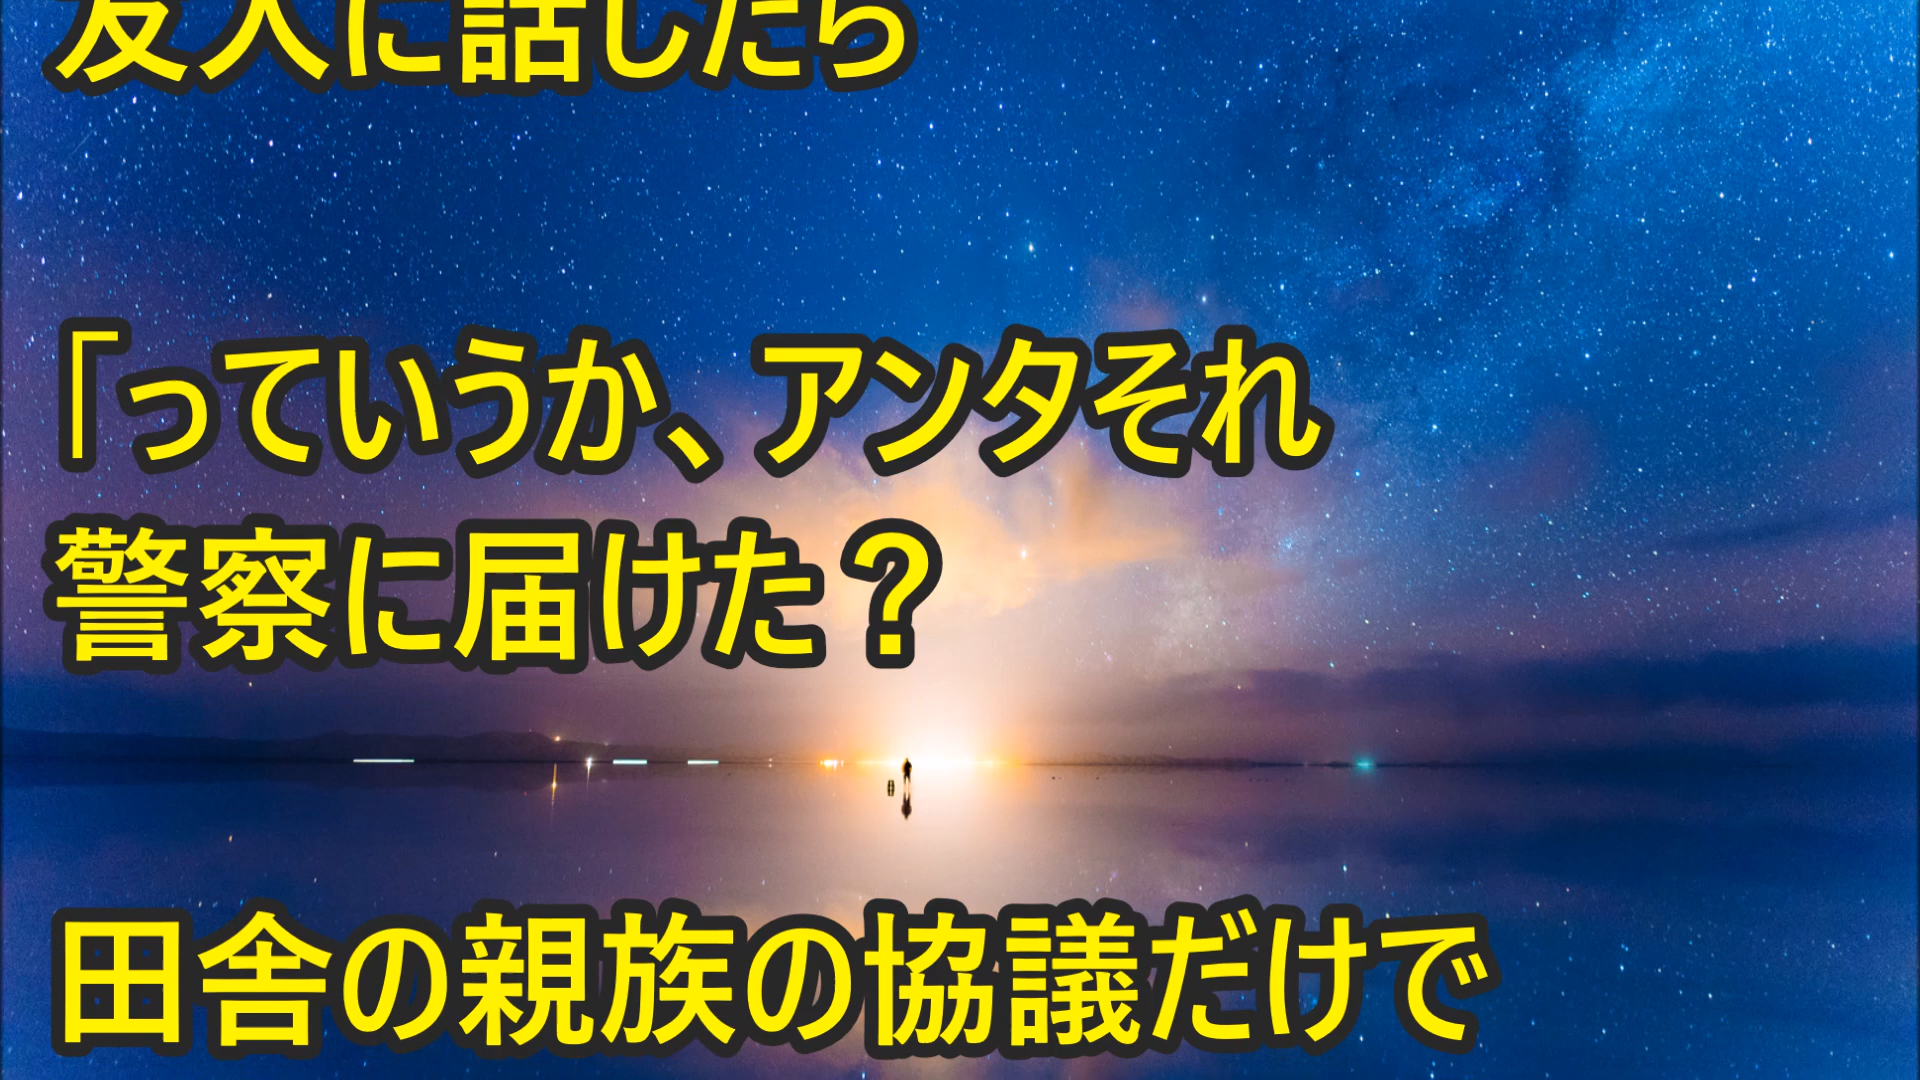 友人に話したら
「っていうか、アンタそれ
警察に届けた？
田舎の親族の協議だけで